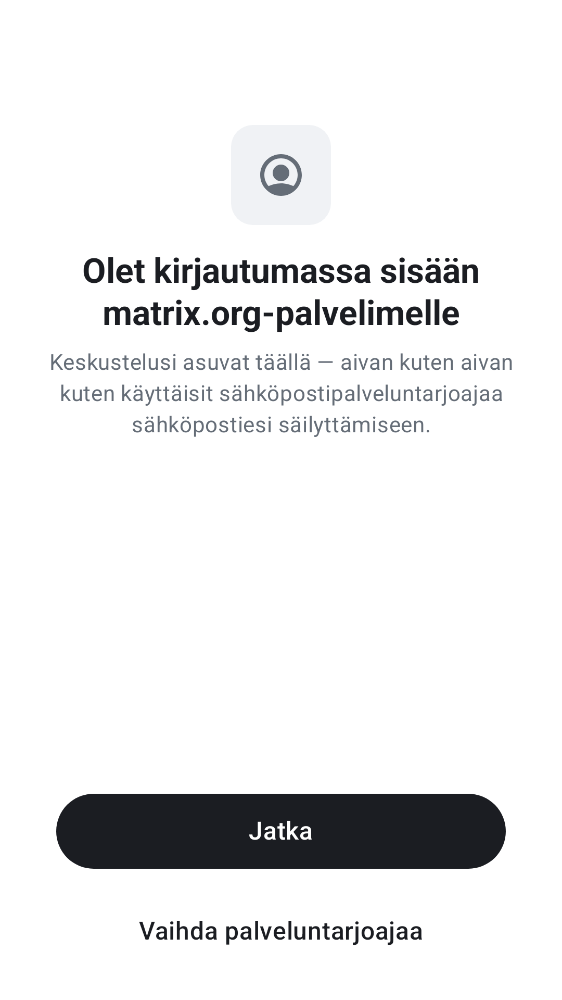 Olet kirjautumassa sisään
matrix.org-palvelimelle
Keskustelusi asuvat täällä — aivan kuten aivan
kuten käyttäisit sähköpostipalveluntarjoajaa
sähköpostiesi säilyttämiseen.
Jatka
Vaihda palveluntarjoajaa